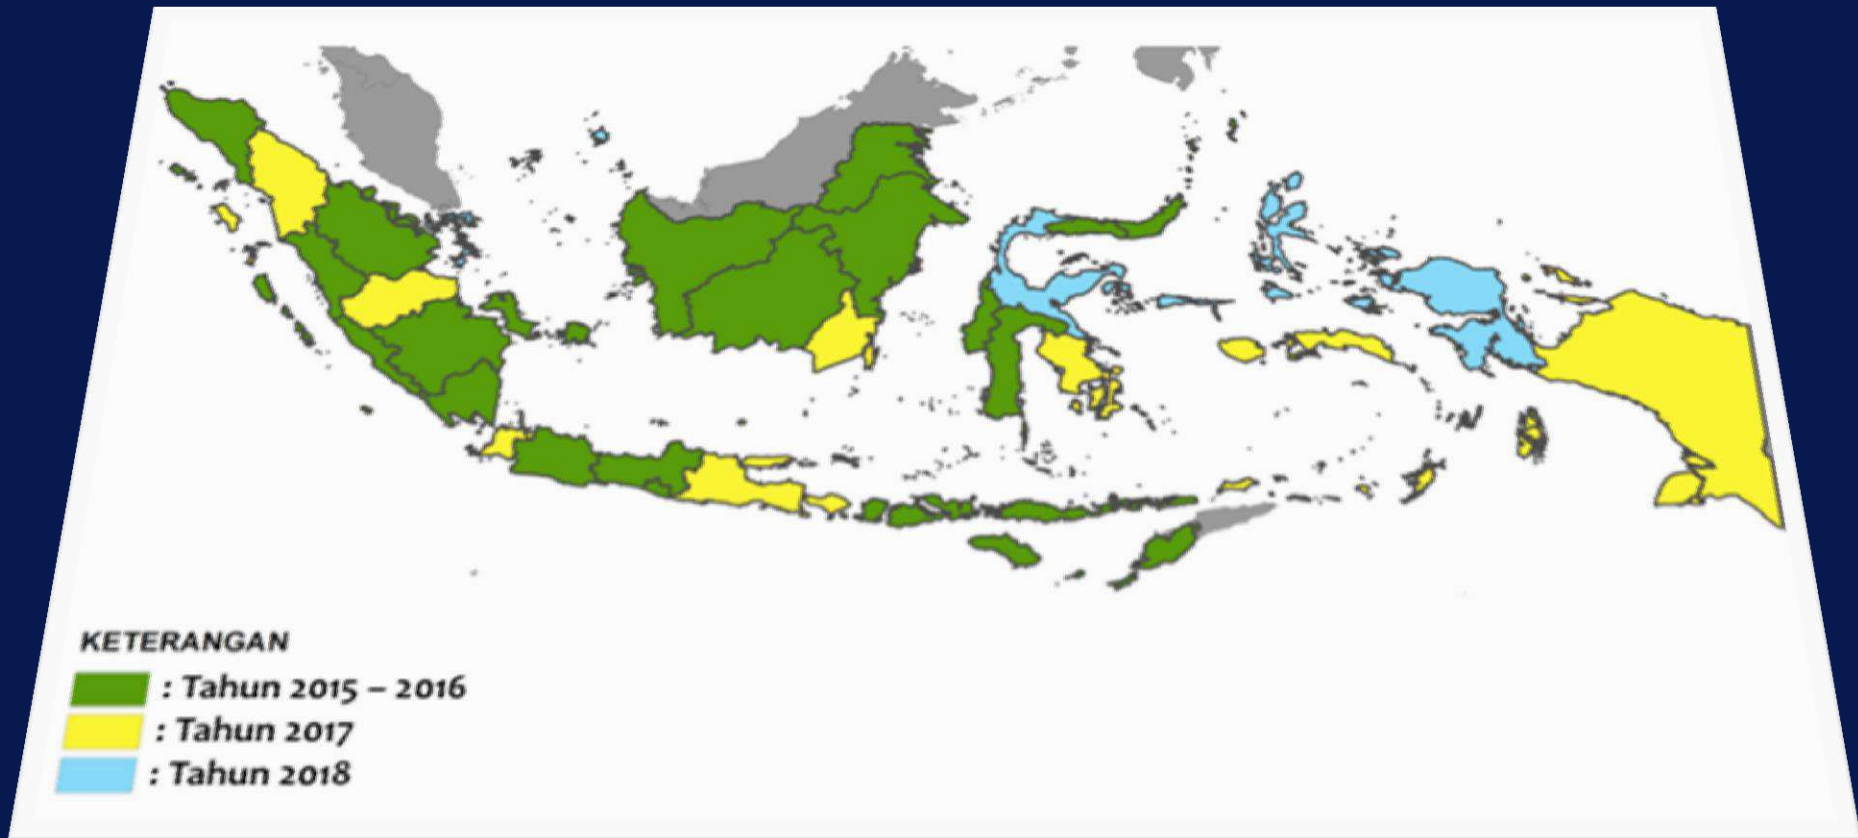 KETERANGAN
: Tahun 2015 – 2016
: Tahun 2017
: Tahun 2018